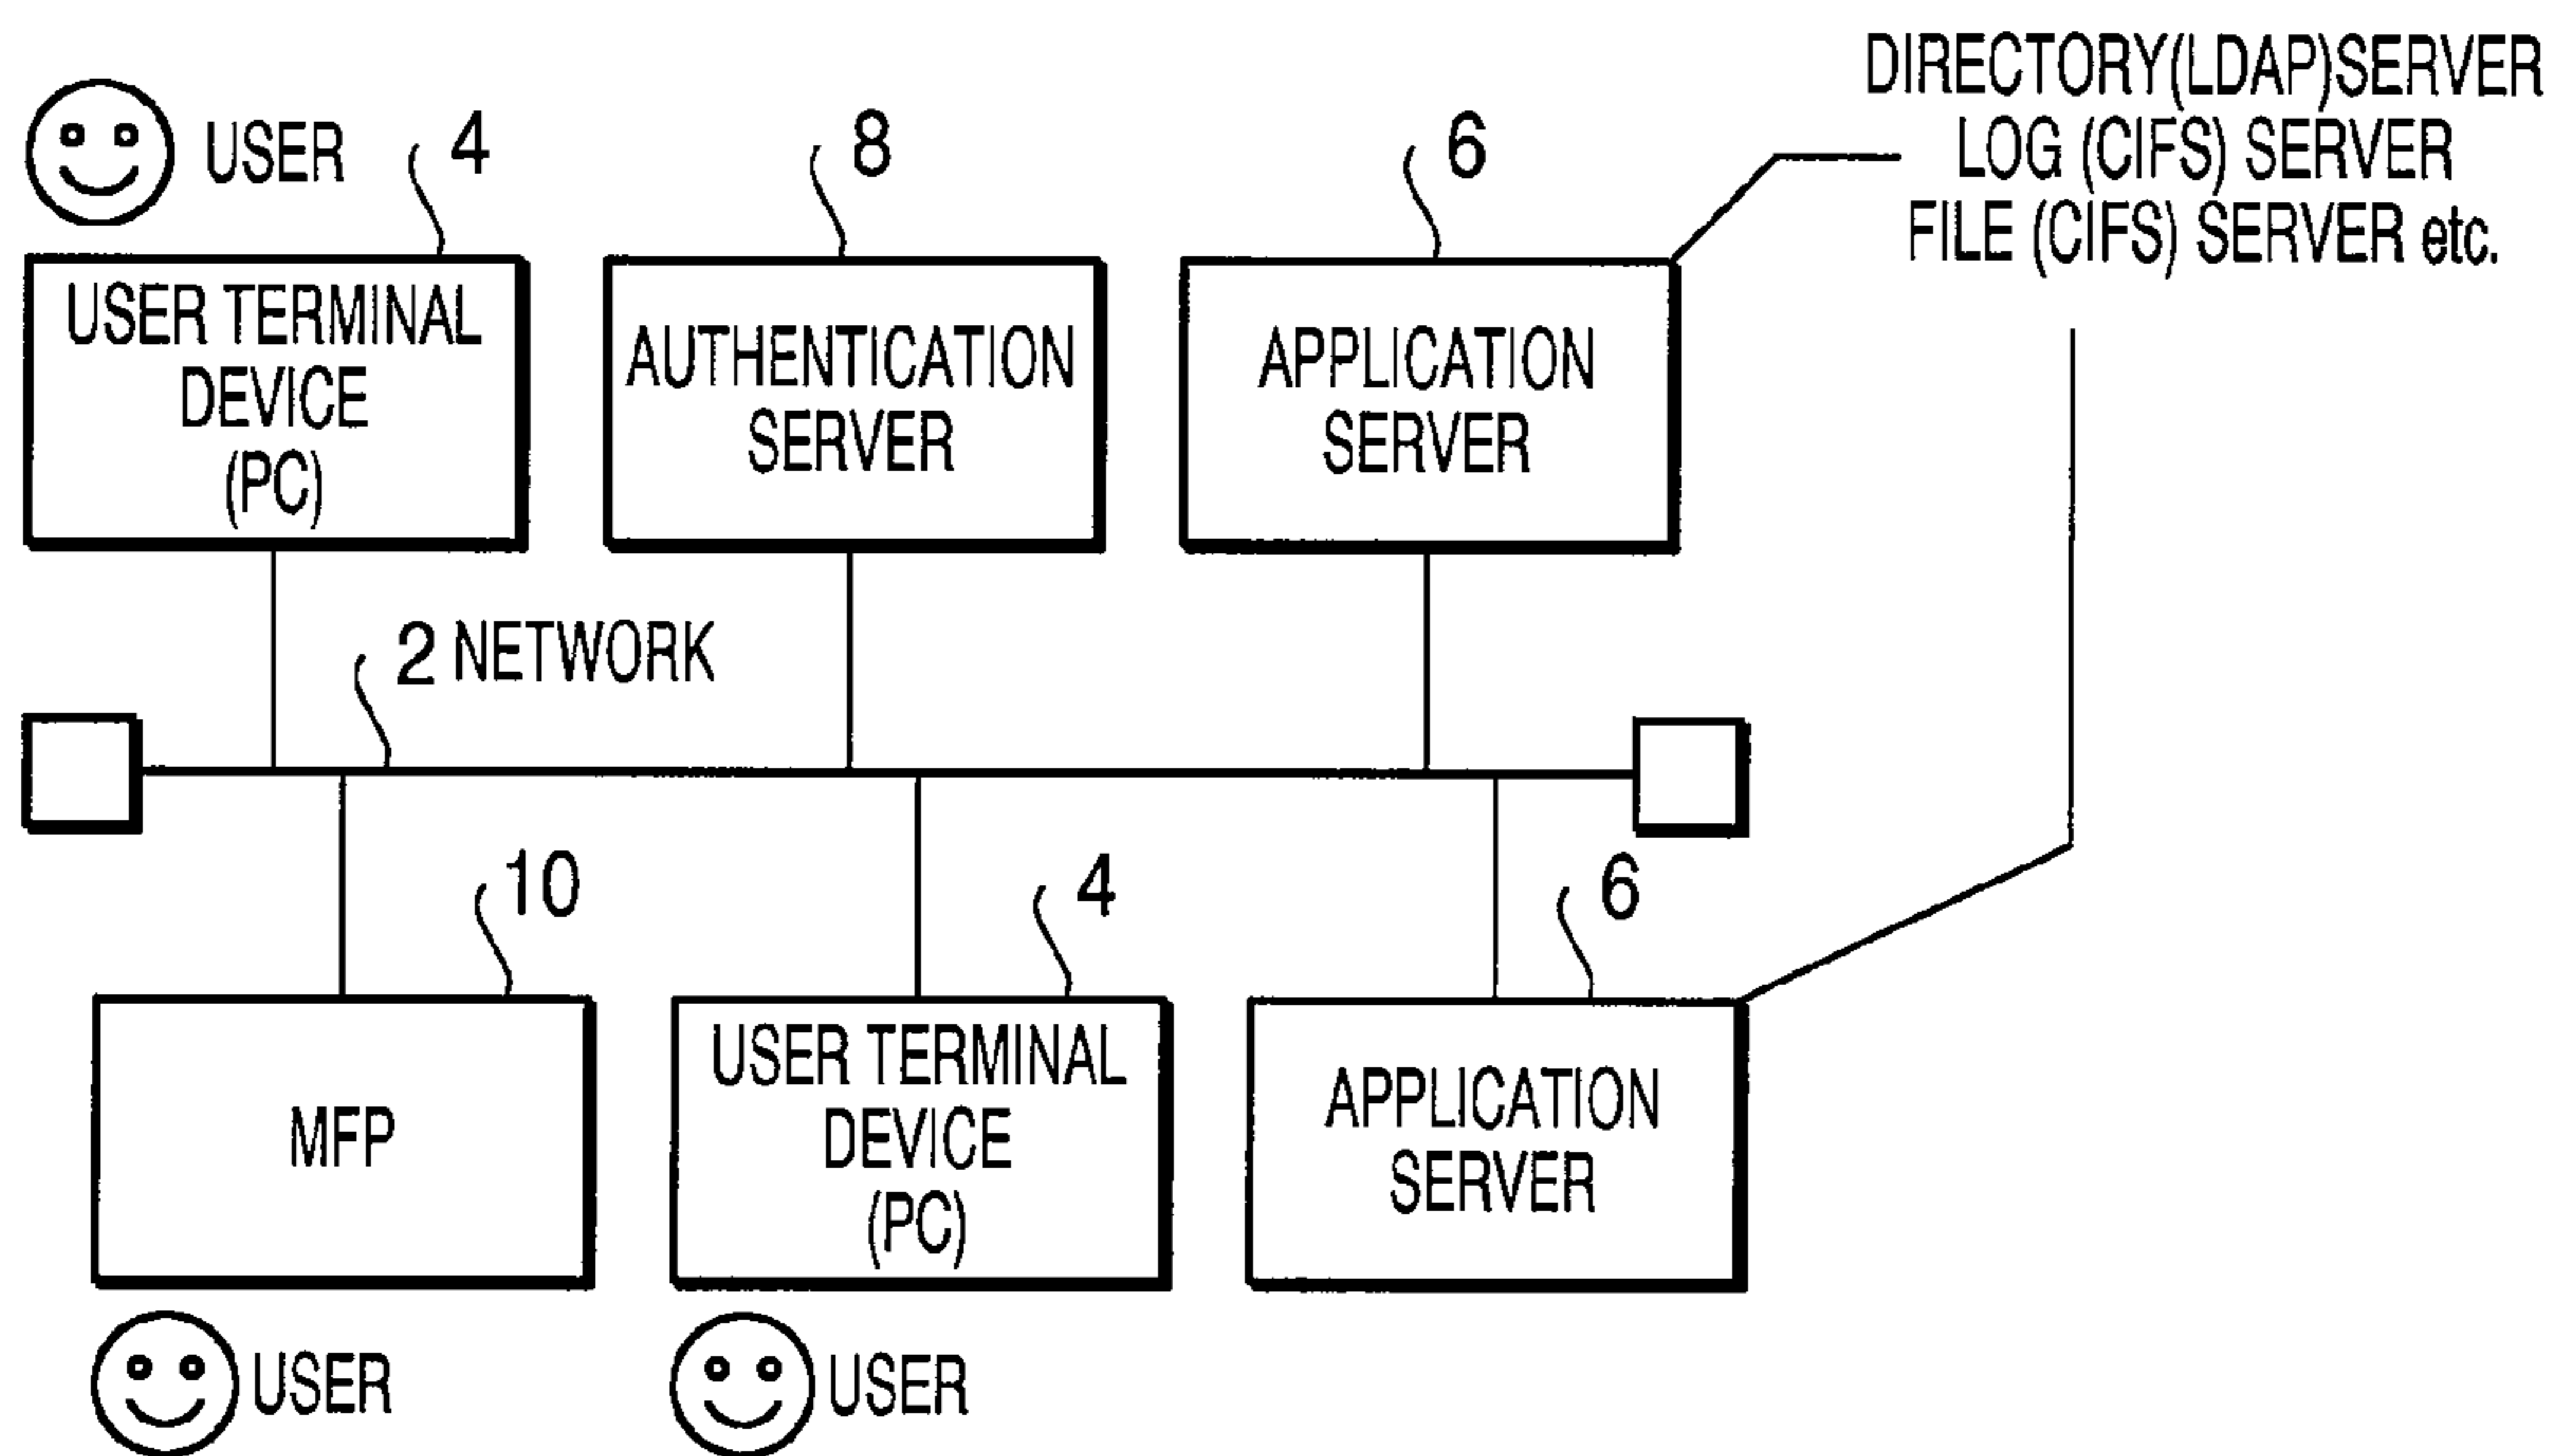 USER
4
8
6
DIRECTORY(LDAP)SERVER
LOG (CIFS) SERVER
FILE (CIFS) SERVER etc.
USER TERMINAL
DEVICE
(PC)
AUTHENTICATION
SERVER
APPLICATION
SERVER
2 NETWORK
10
4
6
MFP
USER TERMINAL
DEVICE
(PC)
APPLICATION
SERVER
USER
USER